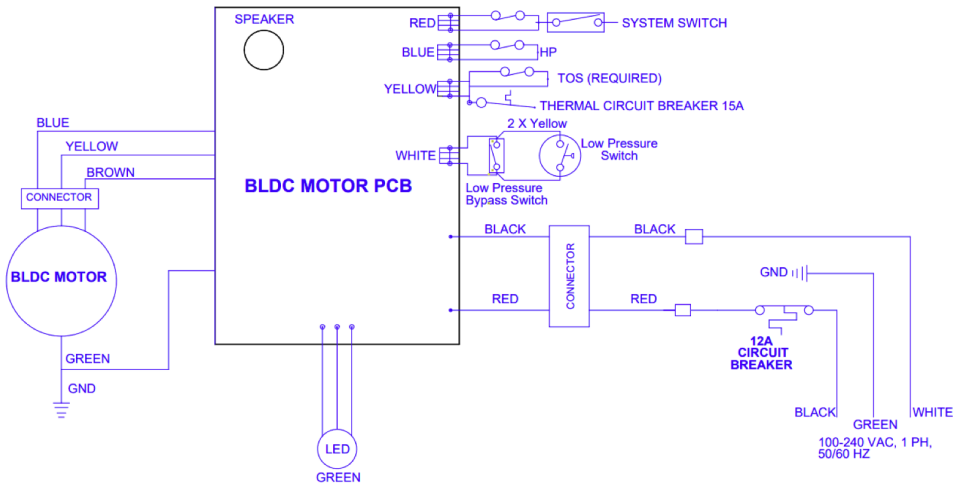 SPEAKER
RED
SYSTEM SWITCH
BLUE
HP
YELLOW
TOS (REQUIRED)
THERMAL CIRCUIT BREAKER 15A
2 X Yellow
WHITE
Low Pressure
Switch
Low Pressure
Bypass Switch
BLUE
YELLOW
BROWN
CONNECTOR
BLDC MOTOR PCB
BLDC MOTOR
BLACK
CONNECTOR
BLACK
GND
RED
RED
12A
CIRCUIT
BREAKER
GREEN
GND
BLACK
GREEN
WHITE
100-240 VAC, 1 PH,
50/60 HZ
LED
GREEN